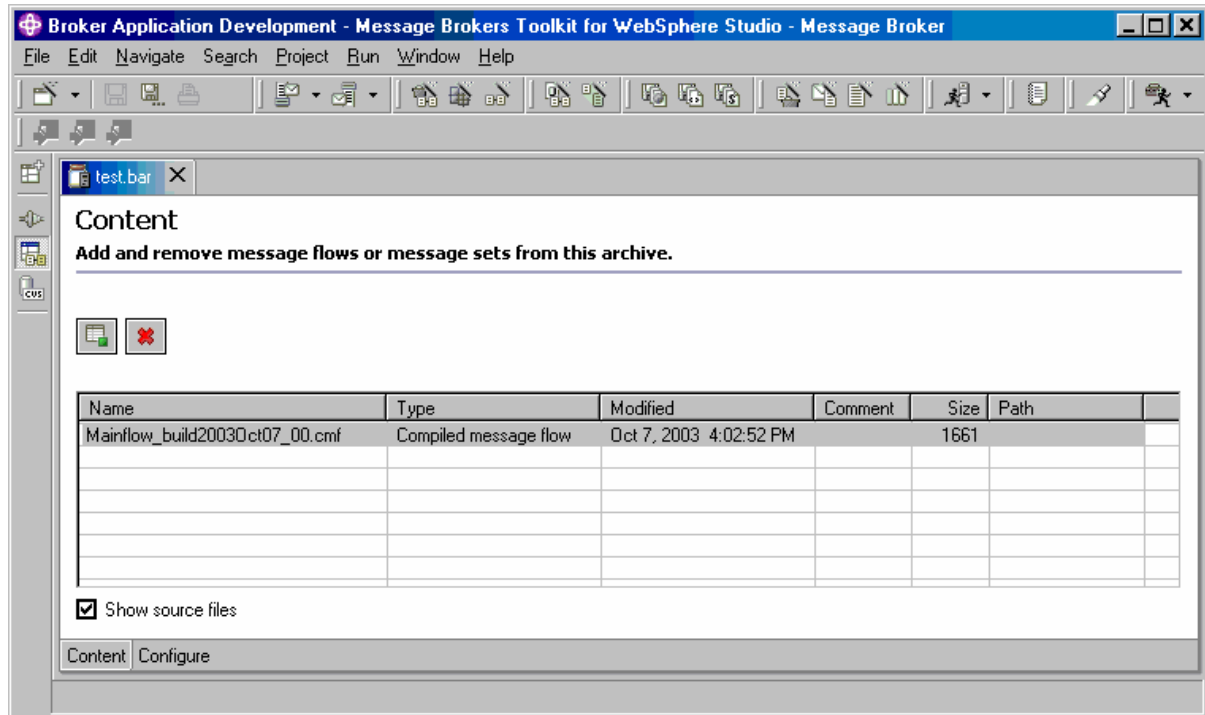 Broker Application Development - Message Brokers Toolkit for WebSphere Studio - Message Broker
File Edit Navigate Search Project Run Window Help
test.bar
Content
Add and remove message flows or message sets from this archive.
Name Type Modified Comment Size Path
Mainflow_build2003Oct07_00.cmf Compiled message flow Oct 7, 2003 4:02:52 PM 1661
Show source files
Content Configure
CVS